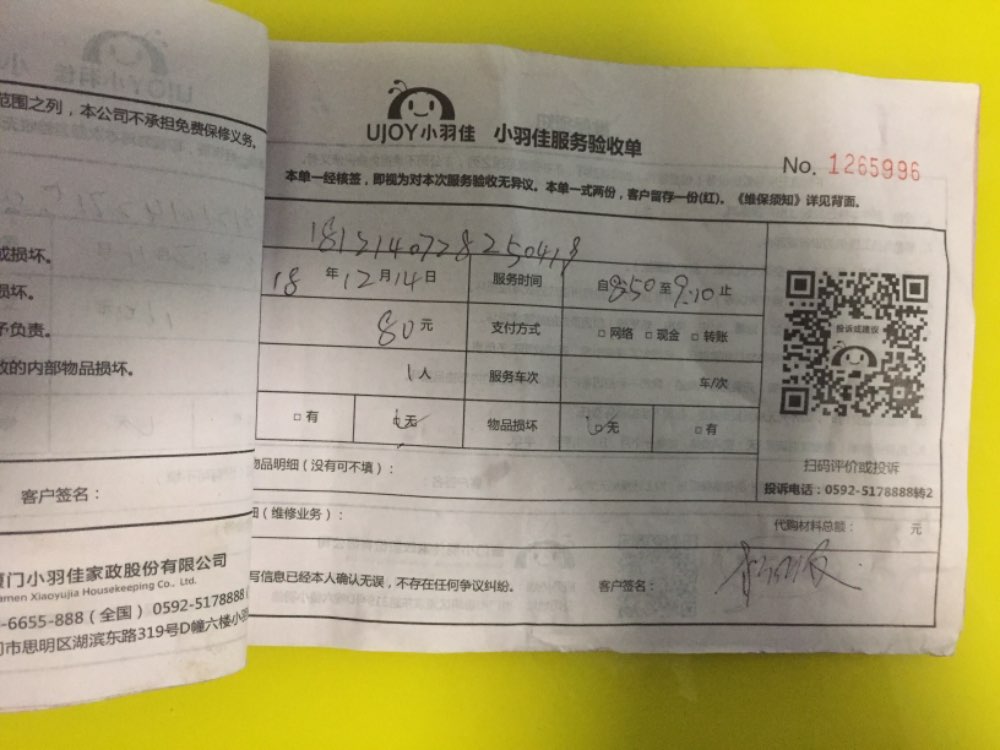 范围之列，本公司不承担免费保修义务。
或损坏。
损坏。
予负责。
致的内部物品损坏。
客户签名：
厦门小羽佳家政股份有限公司
amen Xiaoyujia Housekeeping Co., Ltd.
-6655-888（全国） 0592-5178888
门市思明区湖滨东路319号D幢六楼小羽
UJOY小羽佳 小羽佳服务验收单
No. 1265996
本单一经核签，即视为对本次服务验收无异议。本单一式两份，客户留存一份(红)。《维保须知》详见背面。
1812140728250418
18 年 12 月 14 日 服务时间 自 8:50 至 9:10 止
80 元 支付方式 □ 网络 □ 现金 □ 转账
1 人 服务车次 车/次
□ 有 □ 无 物品损坏 □ 无 □ 有
物品明细（没有可不填）：
细（维修业务）：
代购材料总额： 元
写信息已经本人确认无误，不存在任何争议纠纷。 客户签名：
投诉或建议
扫码评价或投诉
投诉电话：0592-5178888转2